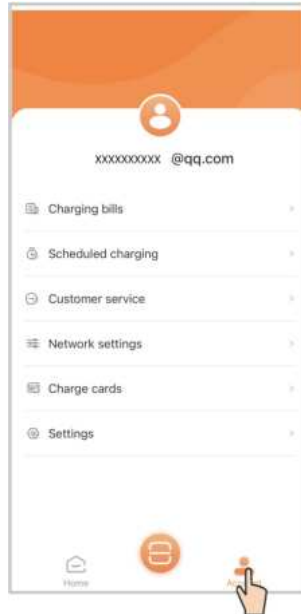 xxxxxxxxxx @qq.com
Charging bills
Scheduled charging
Customer service
Network settings
Charge cards
Settings
Home